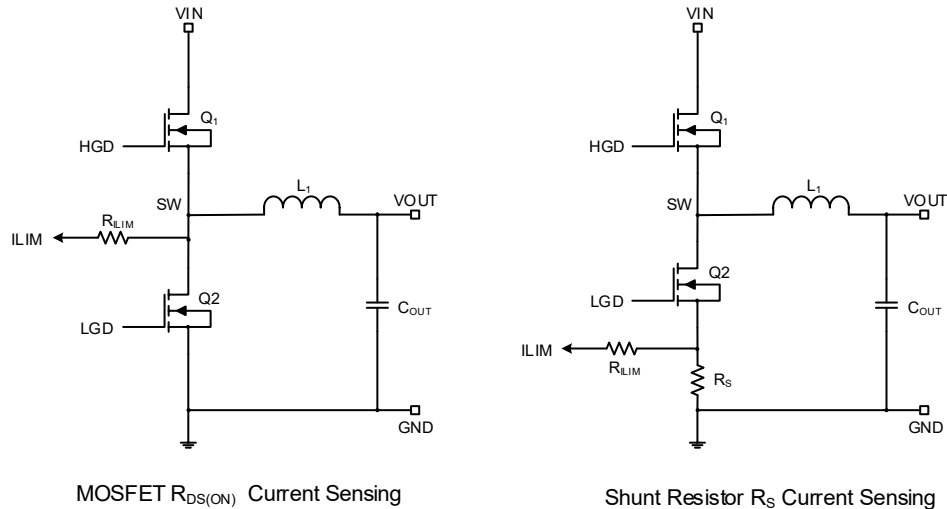 VIN
Q1
HGD
L1
SW
VOUT
RILIM
ILIM
Q2
COUT
LGD
GND
MOSFET RDS(ON) Current Sensing
VIN
Q1
HGD
L1
SW
VOUT
Q2
COUT
LGD
ILIM
RILIM
RS
GND
Shunt Resistor RS Current Sensing